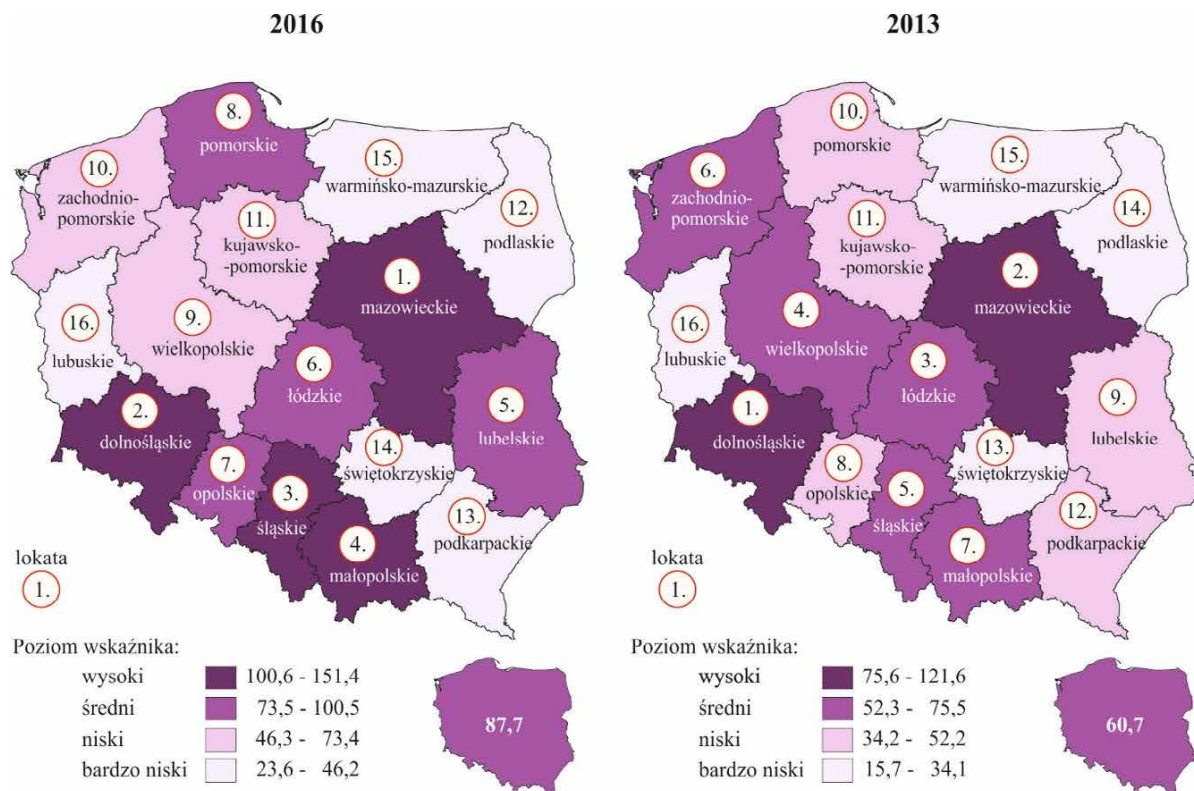 2016
8.
pomorskie
10.
zachodnio-
pomorskie
15.
warmińsko-mazurskie
12.
podlaskie
11.
kujawsko-
-pomorskie
1.
mazowieckie
16.
lubuskie
9.
wielkopolskie
6.
łódzkie
5.
lubelskie
2.
dolnośląskie
7.
opolskie
3.
śląskie
14.
świętokrzyskie
4.
małopolskie
13.
podkarpackie
lokata
1.
Poziom wskaźnika:
wysoki 100,6 - 151,4
średni 73,5 - 100,5
niski 46,3 - 73,4
bardzo niski 23,6 - 46,2
87,7
2013
10.
pomorskie
6.
zachodnio-
pomorskie
15.
warmińsko-mazurskie
14.
podlaskie
11.
kujawsko-
-pomorskie
2.
mazowieckie
16.
lubuskie
4.
wielkopolskie
3.
łódzkie
9.
lubelskie
1.
dolnośląskie
8.
opolskie
5.
śląskie
13.
świętokrzyskie
7.
małopolskie
12.
podkarpackie
lokata
1.
Poziom wskaźnika:
wysoki 75,6 - 121,6
średni 52,3 - 75,5
niski 34,2 - 52,2
bardzo niski 15,7 - 34,1
60,7